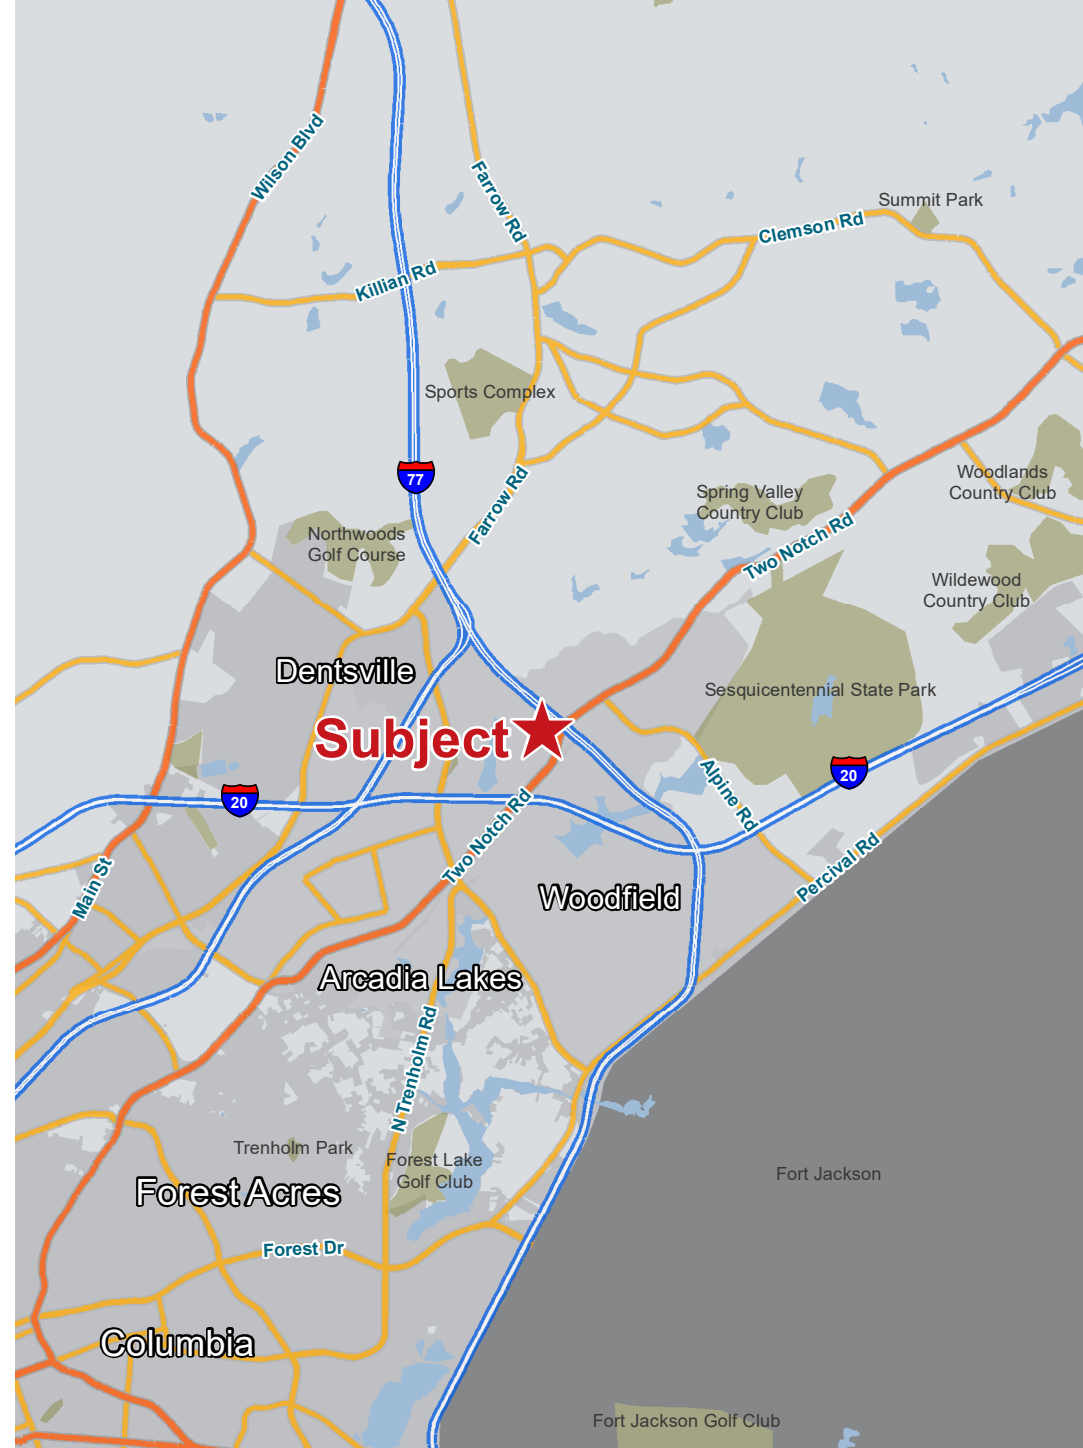 Wilson Blvd
Farrow Rd
Summit Park
Clemson Rd
Killian Rd
Sports Complex
77
Farrow Rd
Spring Valley
Country Club
Woodlands
Country Club
Two Notch Rd
Northwoods
Golf Course
Wildewood
Country Club
Dentsville
Sesquicentennial State Park
Subject
20
20
Alpine Rd
Two Notch Rd
Main St
Percival Rd
Woodfield
Arcadia Lakes
N Trenholm Rd
Trenholm Park
Forest Lake
Golf Club
Fort Jackson
Forest Acres
Forest Dr
Columbia
Fort Jackson Golf Club